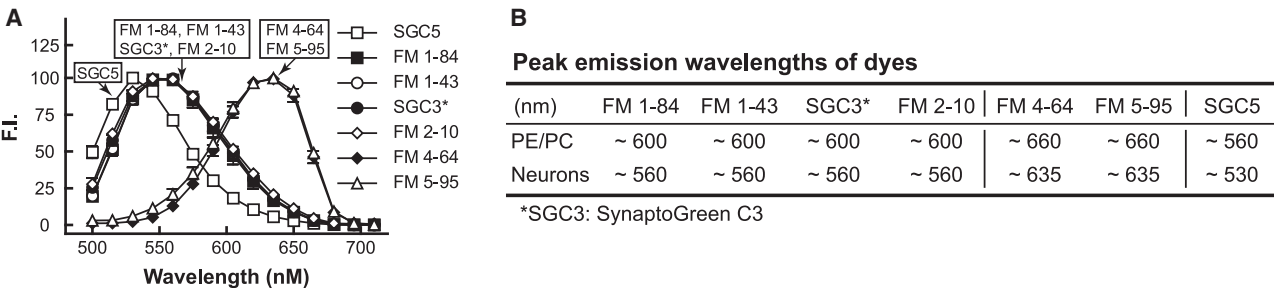 A
125
100
75
50
25
0
F.I.
500 550 600 650 700
Wavelength (nM)
SGC5
FM 1-84, FM 1-43
SGC3*, FM 2-10
FM 4-64
FM 5-95
SGC5
FM 1-84
FM 1-43
SGC3*
FM 2-10
FM 4-64
FM 5-95
B
Peak emission wavelengths of dyes
(nm) FM 1-84 FM 1-43 SGC3* FM 2-10 FM 4-64 FM 5-95 SGC5
PE/PC ~ 600 ~ 600 ~ 600 ~ 600 ~ 660 ~ 660 ~ 560
Neurons ~ 560 ~ 560 ~ 560 ~ 560 ~ 635 ~ 635 ~ 530
*SGC3: SynaptoGreen C3